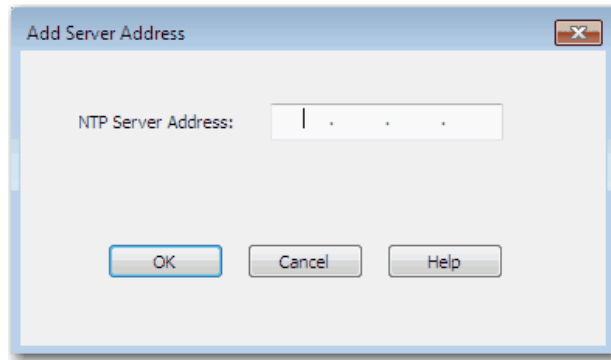 Add Server Address
NTP Server Address: . . .
OK Cancel Help